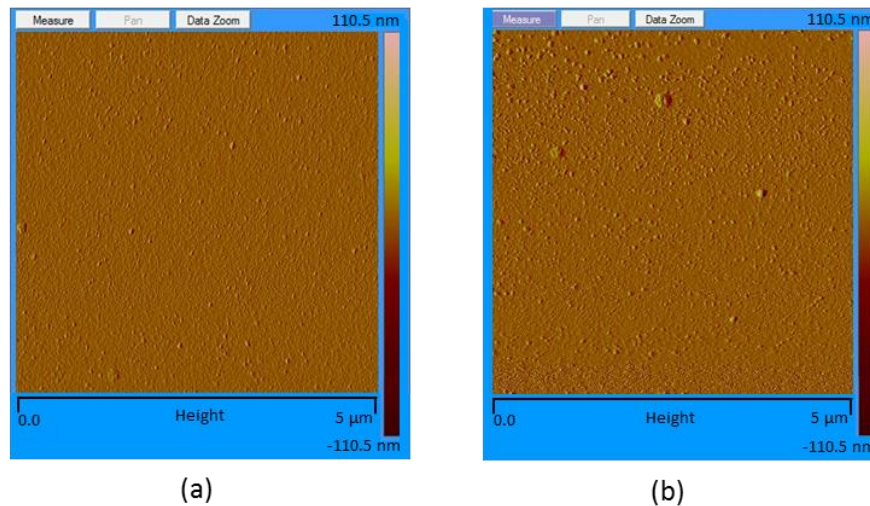 Measure Pan Data Zoom 110.5 nm
0.0 Height 5 µm
-110.5 nm
(a)
Measure Pan Data Zoom 110.5 nm
0.0 Height 5 µm
-110.5 nm
(b)